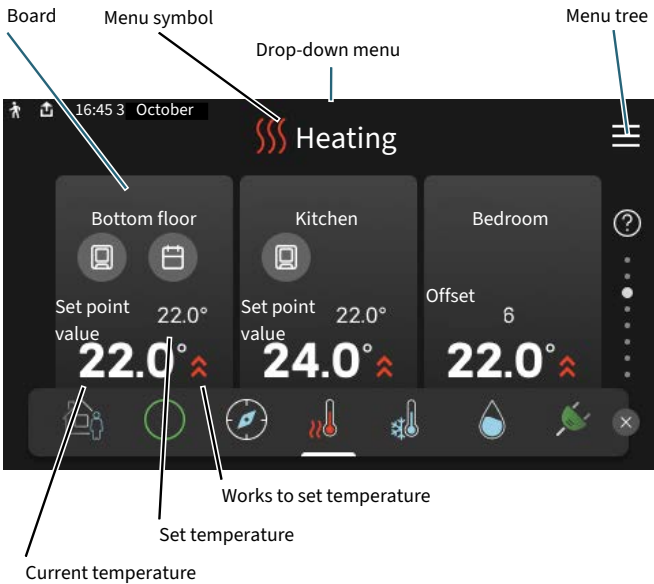 Board
Menu symbol
Menu tree
Drop-down menu
16:45 3 October
Heating
Bottom floor
Kitchen
Bedroom
?
Set point
value
22.0°
Set point
value
22.0°
Offset
6
22.0°
24.0°
22.0°
Works to set temperature
Set temperature
Current temperature